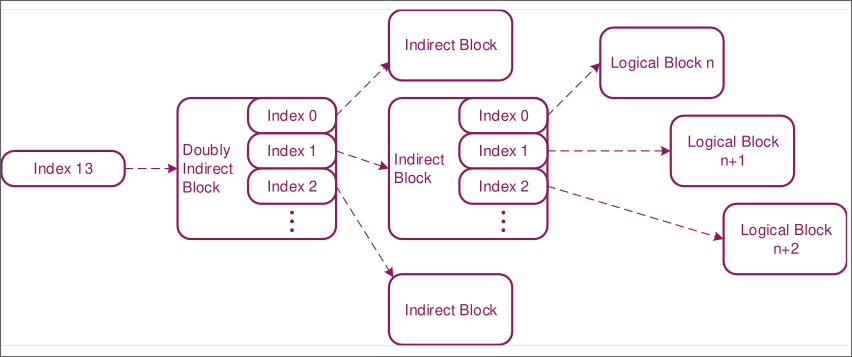 Index 13
Doubly
Indirect
Block
Index 0
Index 1
Index 2
Indirect Block
Indirect
Block
Index 0
Index 1
Index 2
Indirect Block
Logical Block n
Logical Block
n+1
Logical Block
n+2